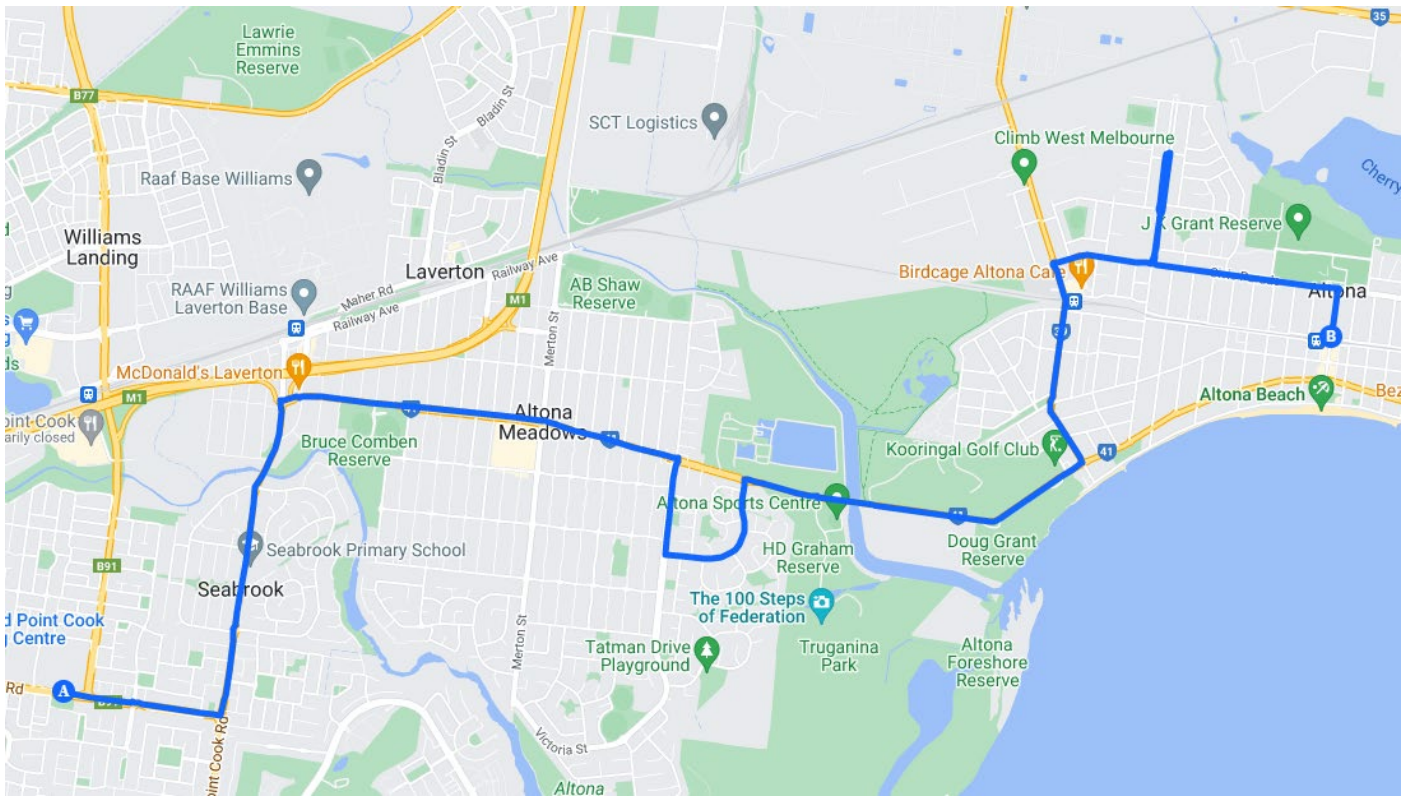 35
Lawrie
Emmins
Reserve
B77
Bladin St
Bladin St
SCT Logistics
Climb West Melbourne
Raaf Base Williams
Cherry
J K Grant Reserve
Williams
Landing
Laverton
Railway Ave
Birdcage Altona Cafe
RAAF Williams
Laverton Base
Maher Rd
Railway Ave
AB Shaw
Reserve
M1
Altona
Merton St
B
McDonald's Laverton
M1
Altona Beach
Bez
Point Cook
arily closed
Altona
Meadows
Bruce Comben
Reserve
Kooringal Golf Club
41
Altona Sports Centre
Seabrook Primary School
HD Graham
Reserve
Doug Grant
Reserve
B91
Seabrook
The 100 Steps
of Federation
d Point Cook
g Centre
Merton St
Tatman Drive
Playground
Truganina
Park
Altona
Foreshore
Reserve
Rd
A
Point Cook Rd
Victoria St
Altona